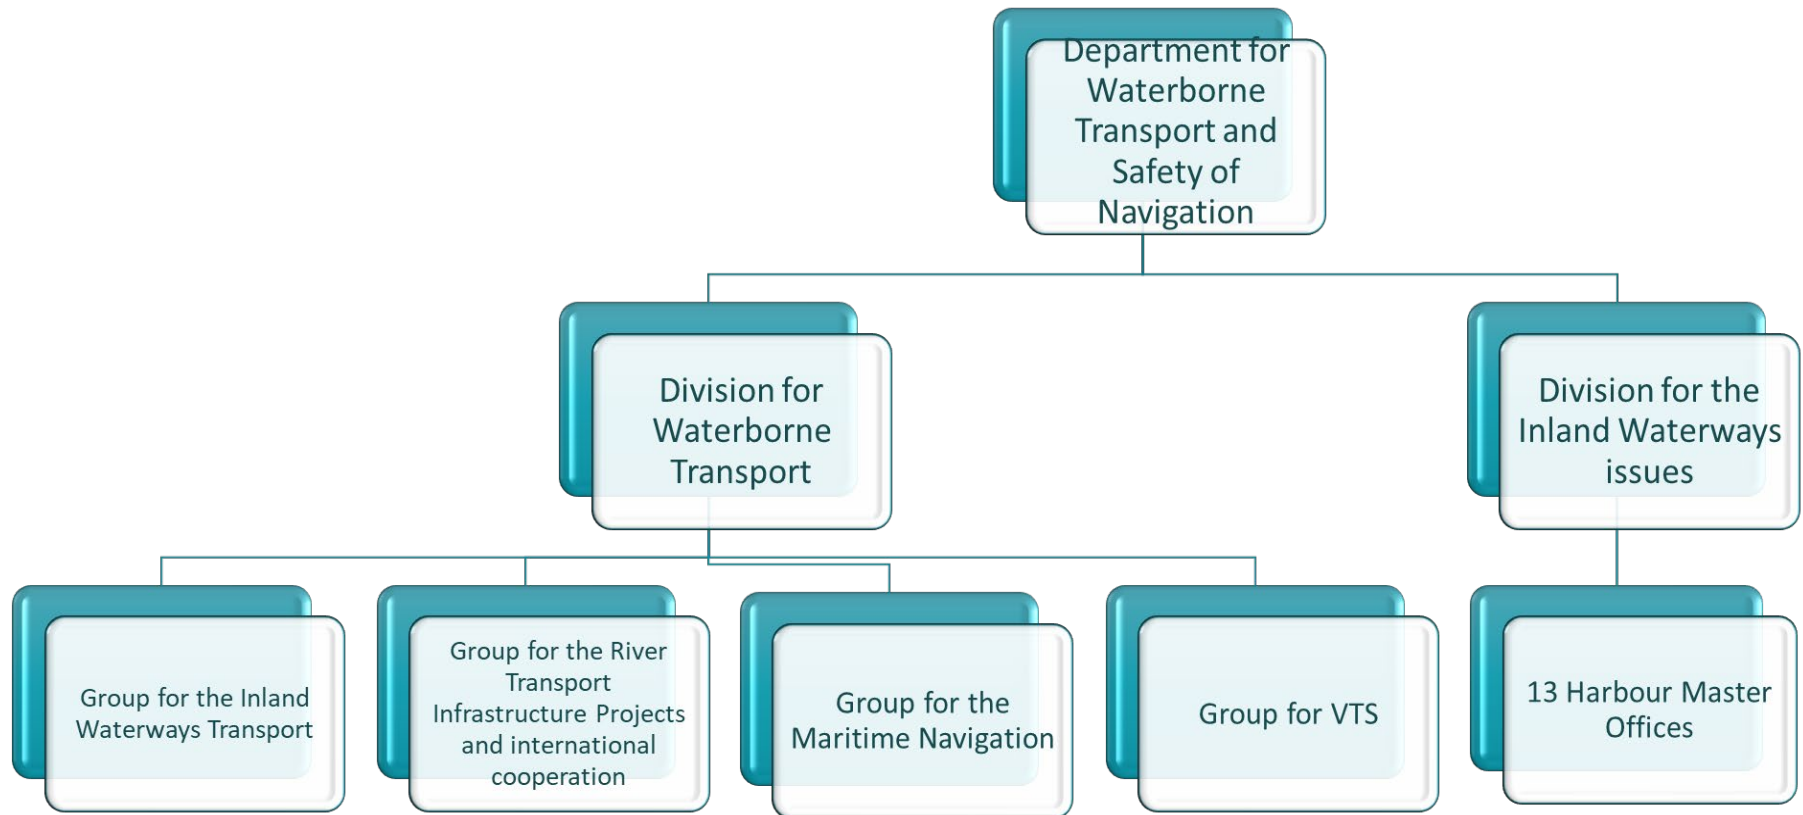 Department for
Waterborne
Transport and
Safety of
Navigation
Division for
Waterborne
Transport
Division for the
Inland Waterways
issues
Group for the Inland
Waterways Transport
Group for the River
Transport
Infrastructure Projects
and international
cooperation
Group for the
Maritime Navigation
Group for VTS
13 Harbour Master
Offices